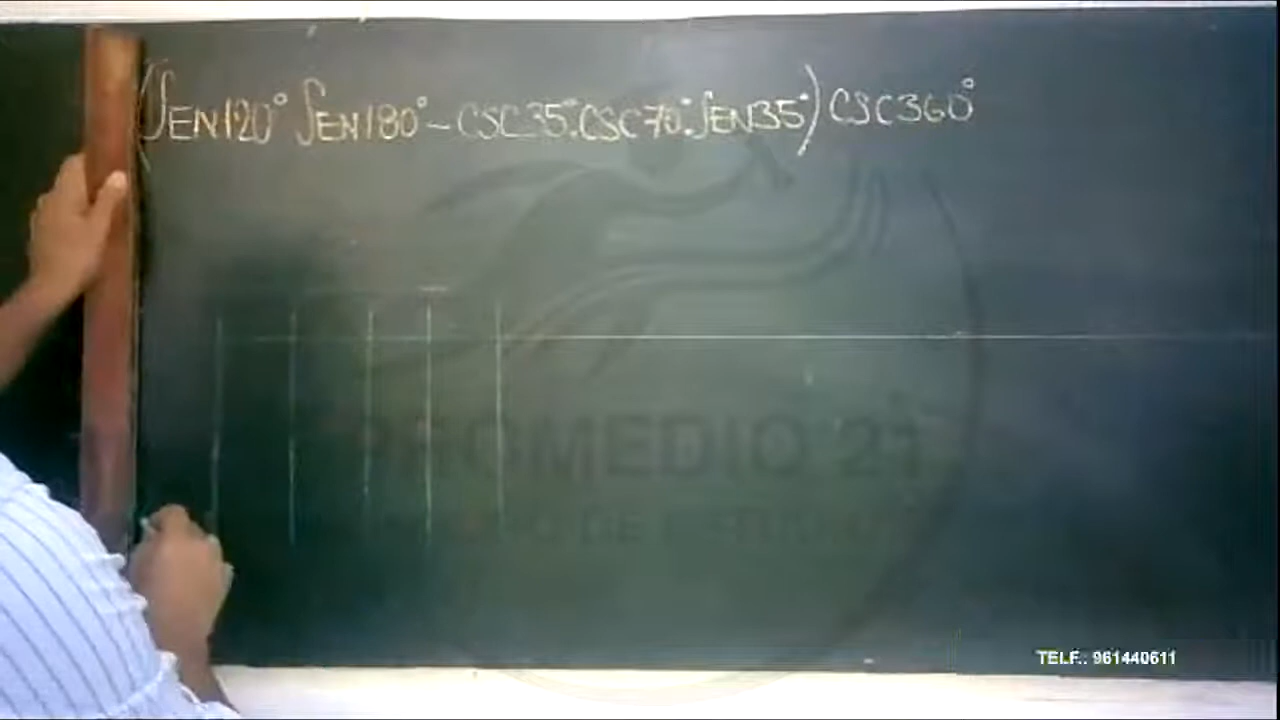 (SEN120° SEN180° – CSC35°.CSC70°.SEN35°) CSC360°
PROMEDIO 21
TELF.: 961440611